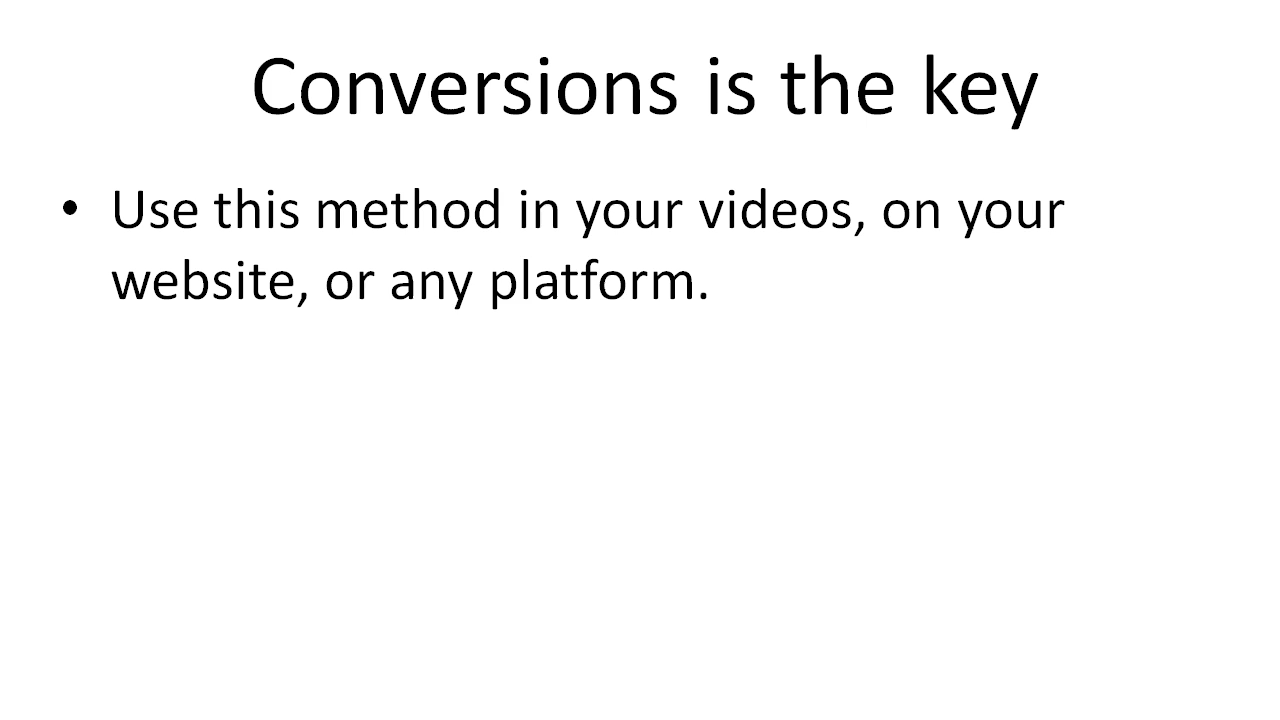 Conversions is the key
• Use this method in your videos, on your
website, or any platform.